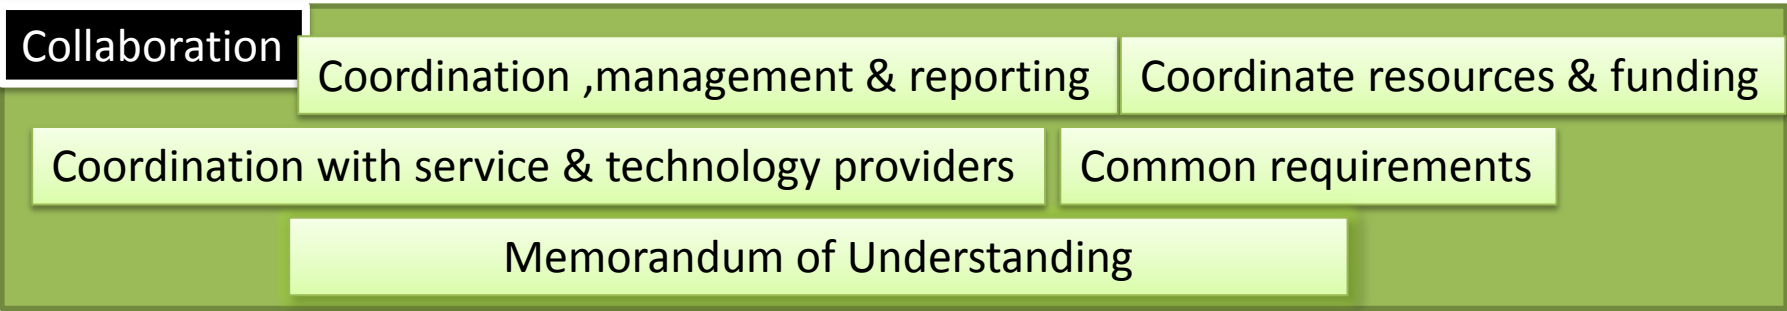 Collaboration
Coordination ,management & reporting
Coordinate resources & funding
Coordination with service & technology providers
Common requirements
Memorandum of Understanding